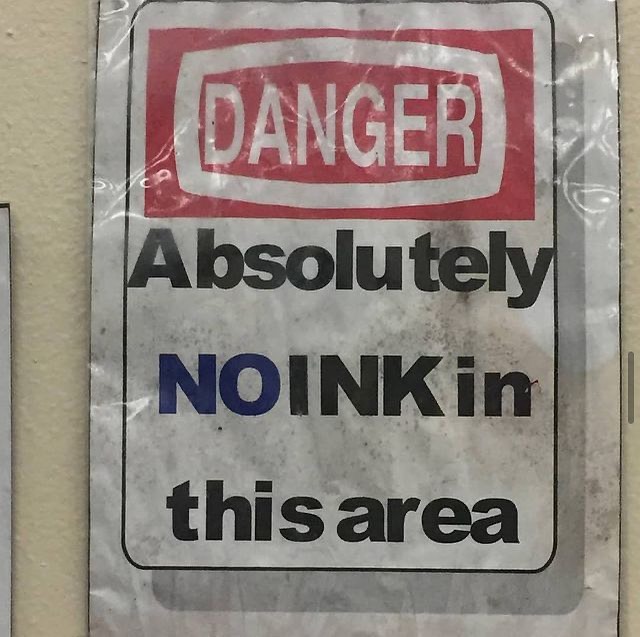 DANGER
Absolutely
NO INK in
this area